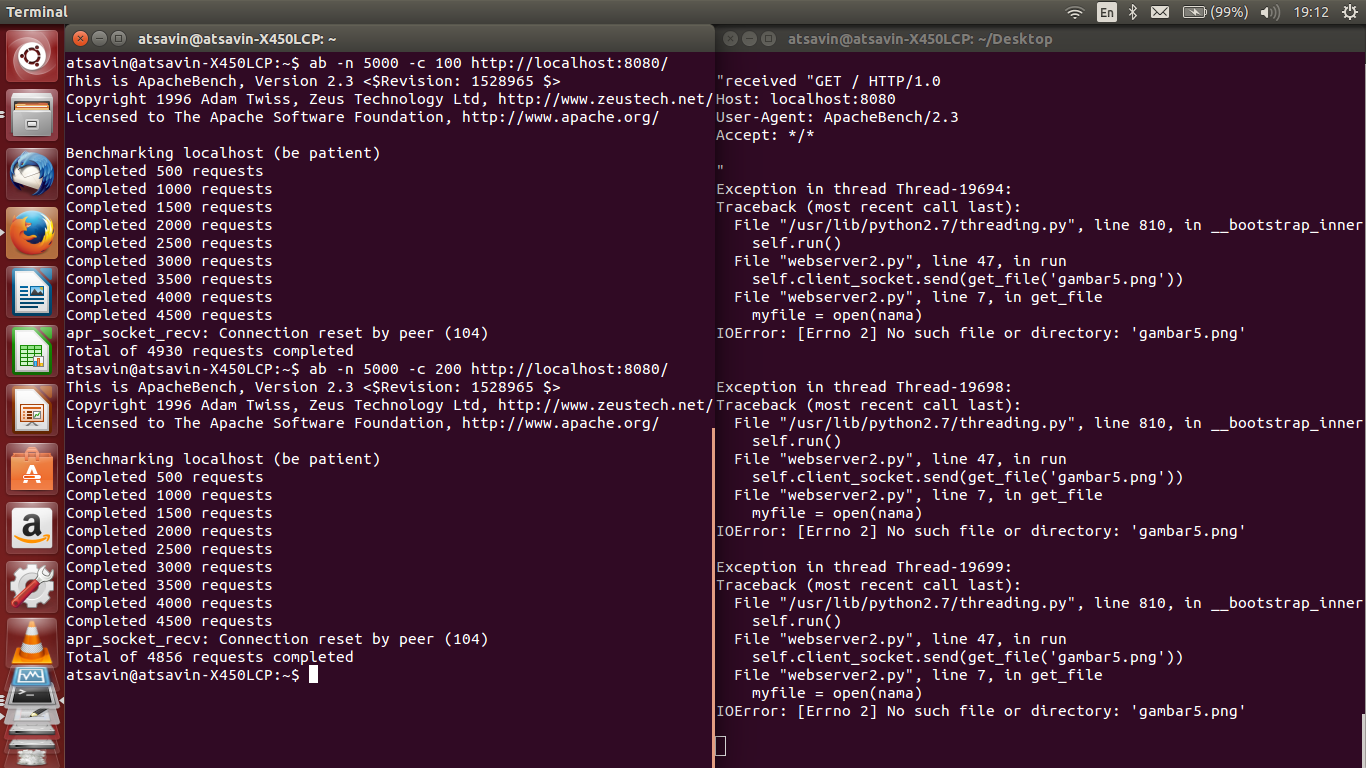 Terminal
En
(99%)
19:12
atsavin@atsavin-X450LCP: ~
atsavin@atsavin-X450LCP:~$ ab -n 5000 -c 100 http://localhost:8080/
This is ApacheBench, Version 2.3 <$Revision: 1528965 $>
Copyright 1996 Adam Twiss, Zeus Technology Ltd, http://www.zeustech.net/
Licensed to The Apache Software Foundation, http://www.apache.org/
Benchmarking localhost (be patient)
Completed 500 requests
Completed 1000 requests
Completed 1500 requests
Completed 2000 requests
Completed 2500 requests
Completed 3000 requests
Completed 3500 requests
Completed 4000 requests
Completed 4500 requests
apr_socket_recv: Connection reset by peer (104)
Total of 4930 requests completed
atsavin@atsavin-X450LCP:~$ ab -n 5000 -c 200 http://localhost:8080/
This is ApacheBench, Version 2.3 <$Revision: 1528965 $>
Copyright 1996 Adam Twiss, Zeus Technology Ltd, http://www.zeustech.net/
Licensed to The Apache Software Foundation, http://www.apache.org/
Benchmarking localhost (be patient)
Completed 500 requests
Completed 1000 requests
Completed 1500 requests
Completed 2000 requests
Completed 2500 requests
Completed 3000 requests
Completed 3500 requests
Completed 4000 requests
Completed 4500 requests
apr_socket_recv: Connection reset by peer (104)
Total of 4856 requests completed
atsavin@atsavin-X450LCP:~$
atsavin@atsavin-X450LCP: ~/Desktop
"received "GET / HTTP/1.0
Host: localhost:8080
User-Agent: ApacheBench/2.3
Accept: */*
"
Exception in thread Thread-19694:
Traceback (most recent call last):
File "/usr/lib/python2.7/threading.py", line 810, in __bootstrap_inner
self.run()
File "webserver2.py", line 47, in run
self.client_socket.send(get_file('gambar5.png'))
File "webserver2.py", line 7, in get_file
myfile = open(nama)
IOError: [Errno 2] No such file or directory: 'gambar5.png'
Exception in thread Thread-19698:
Traceback (most recent call last):
File "/usr/lib/python2.7/threading.py", line 810, in __bootstrap_inner
self.run()
File "webserver2.py", line 47, in run
self.client_socket.send(get_file('gambar5.png'))
File "webserver2.py", line 7, in get_file
myfile = open(nama)
IOError: [Errno 2] No such file or directory: 'gambar5.png'
Exception in thread Thread-19699:
Traceback (most recent call last):
File "/usr/lib/python2.7/threading.py", line 810, in __bootstrap_inner
self.run()
File "webserver2.py", line 47, in run
self.client_socket.send(get_file('gambar5.png'))
File "webserver2.py", line 7, in get_file
myfile = open(nama)
IOError: [Errno 2] No such file or directory: 'gambar5.png'